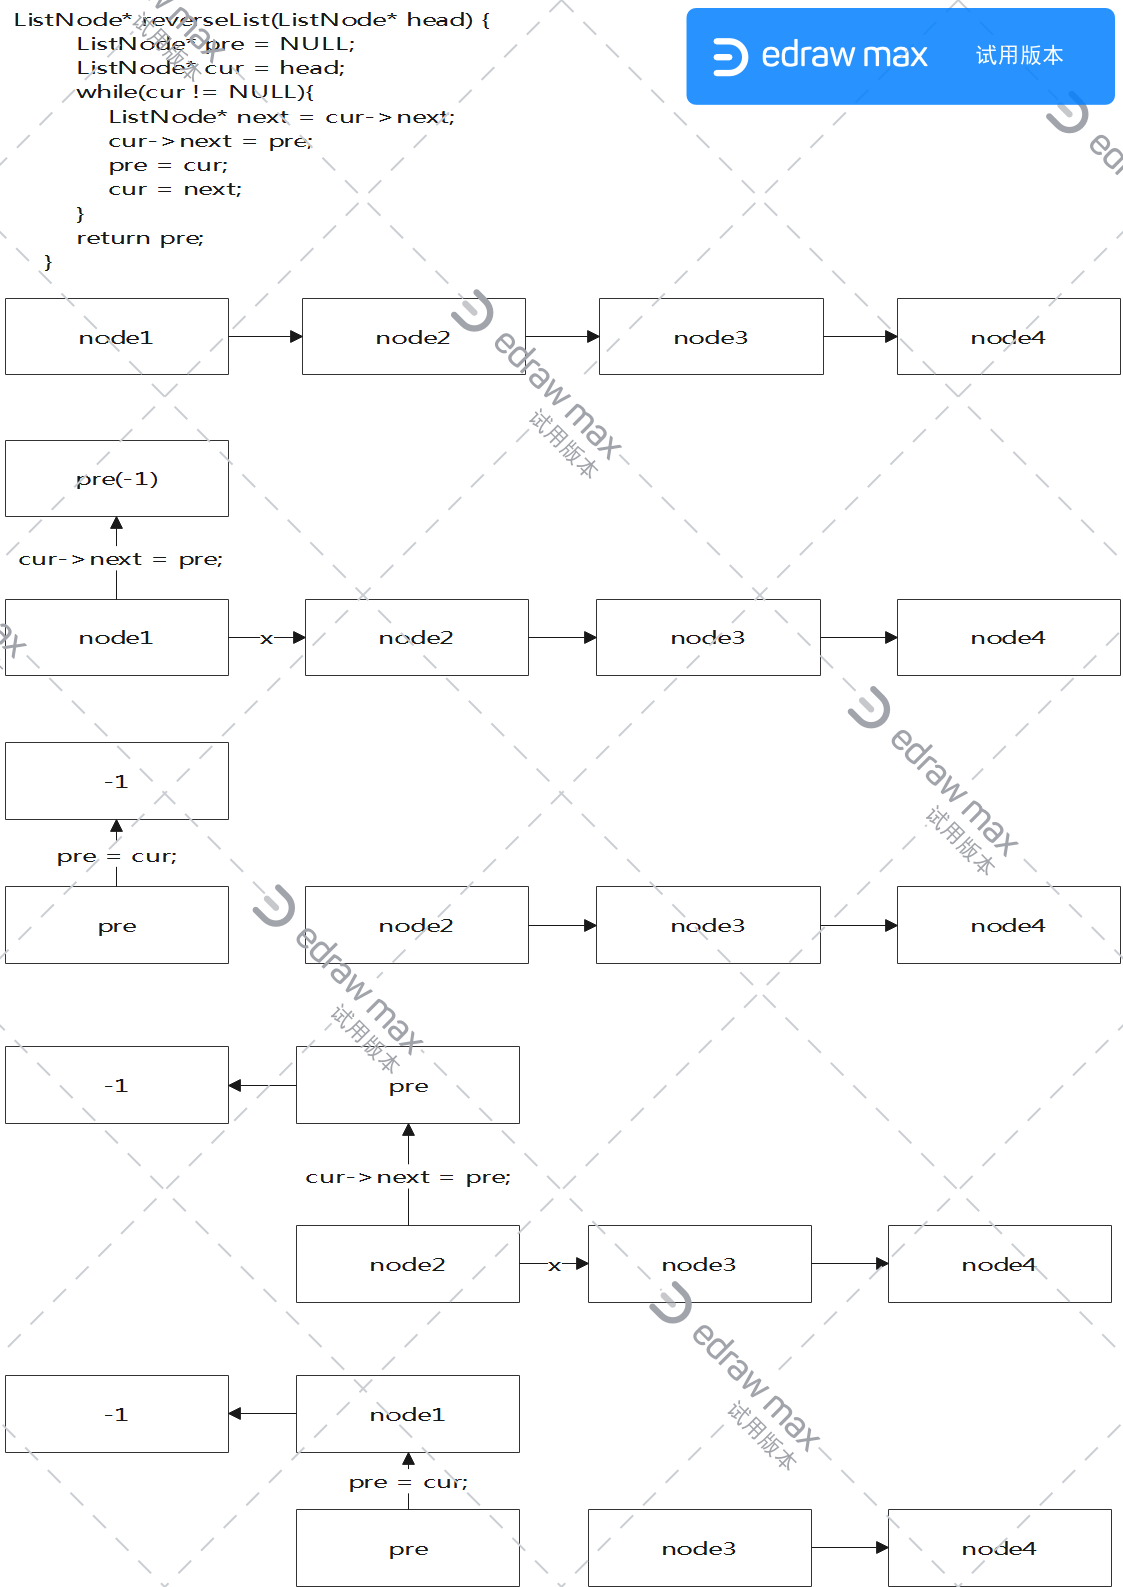 ListNode* reverseList(ListNode* head) {
ListNode* pre = NULL;
ListNode* cur = head;
while(cur != NULL){
ListNode* next = cur->next;
cur->next = pre;
pre = cur;
cur = next;
}
return pre;
}
edraw max 试用版本
node1 node2 node3 node4
pre(-1)
cur->next = pre;
node1 x node2 node3 node4
-1
pre = cur;
pre node2 node3 node4
-1 pre
cur->next = pre;
node2 x node3 node4
-1 node1
pre = cur;
pre node3 node4
edraw max
试用版本
edraw max
试用版本
edraw max
试用版本
edraw max
试用版本